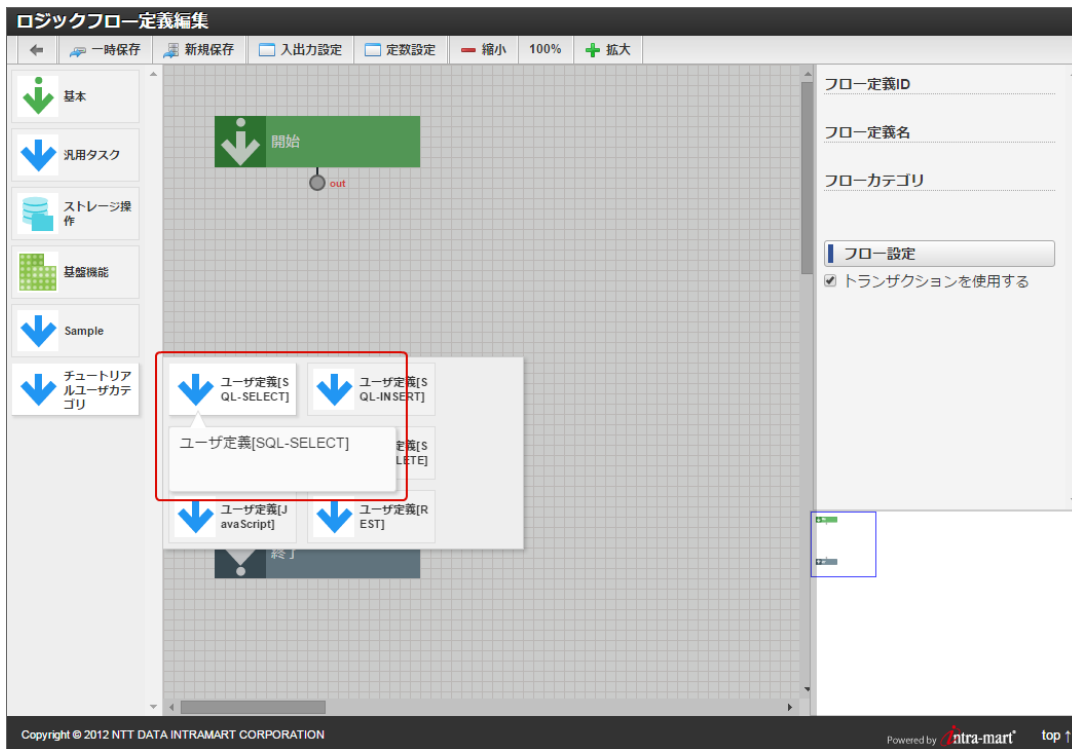 ロジックフロー定義編集
一時保存
新規保存
入出力設定
定数設定
縮小
100%
拡大
基本
汎用タスク
ストレージ操
作
基盤機能
Sample
チュートリア
ルユーザカテ
ゴリ
開始
out
ユーザ定義[S
QL-SELECT]
ユーザ定義[S
QL-INSERT]
ユーザ定義[SQL-SELECT]
定義[S
LETE]
ユーザ定義[J
avaScript]
ユーザ定義[R
EST]
終了
フロー定義ID
フロー定義名
フローカテゴリ
フロー設定
トランザクションを使用する
Copyright © 2012 NTT DATA INTRAMART CORPORATION
Powered by intra-mart
top ↑